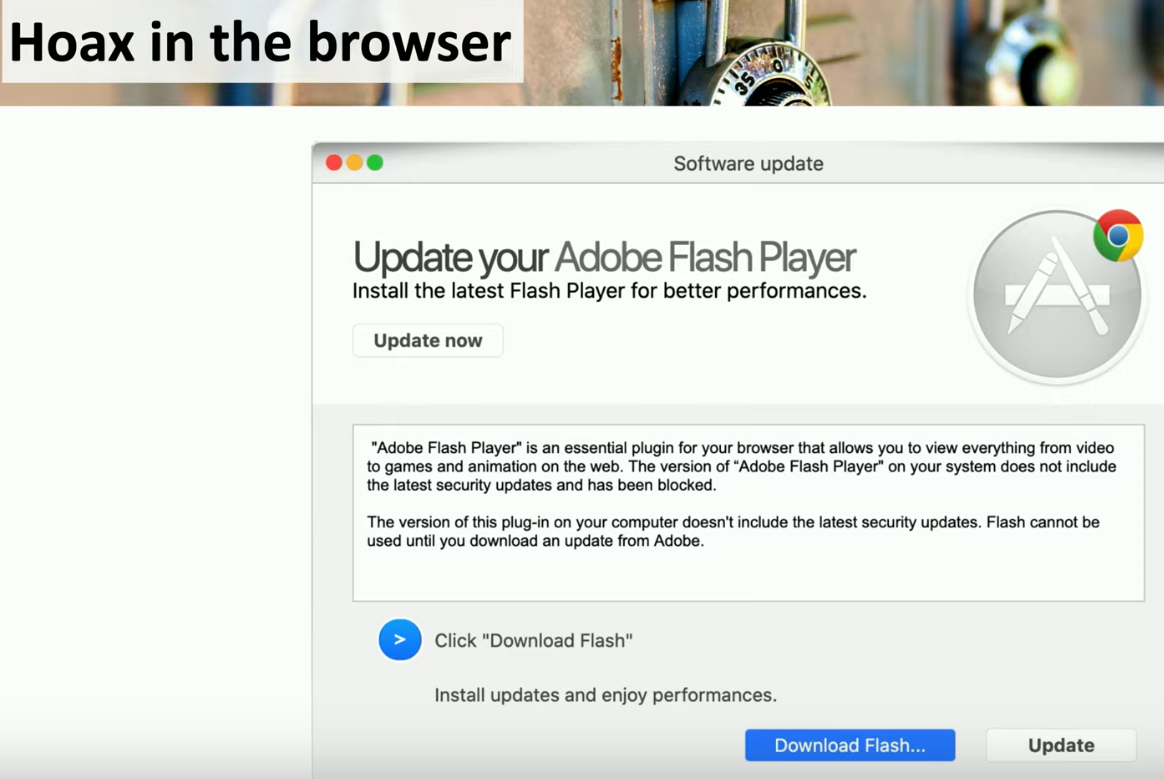 Hoax in the browser
35 0 5
Software update
Update your Adobe Flash Player
Install the latest Flash Player for better performances.
Update now
"Adobe Flash Player" is an essential plugin for your browser that allows you to view everything from video
to games and animation on the web. The version of “Adobe Flash Player" on your system does not include
the latest security updates and has been blocked.
The version of this plug-in on your computer doesn't include the latest security updates. Flash cannot be
used until you download an update from Adobe.
> Click "Download Flash"
Install updates and enjoy performances.
Download Flash... Update